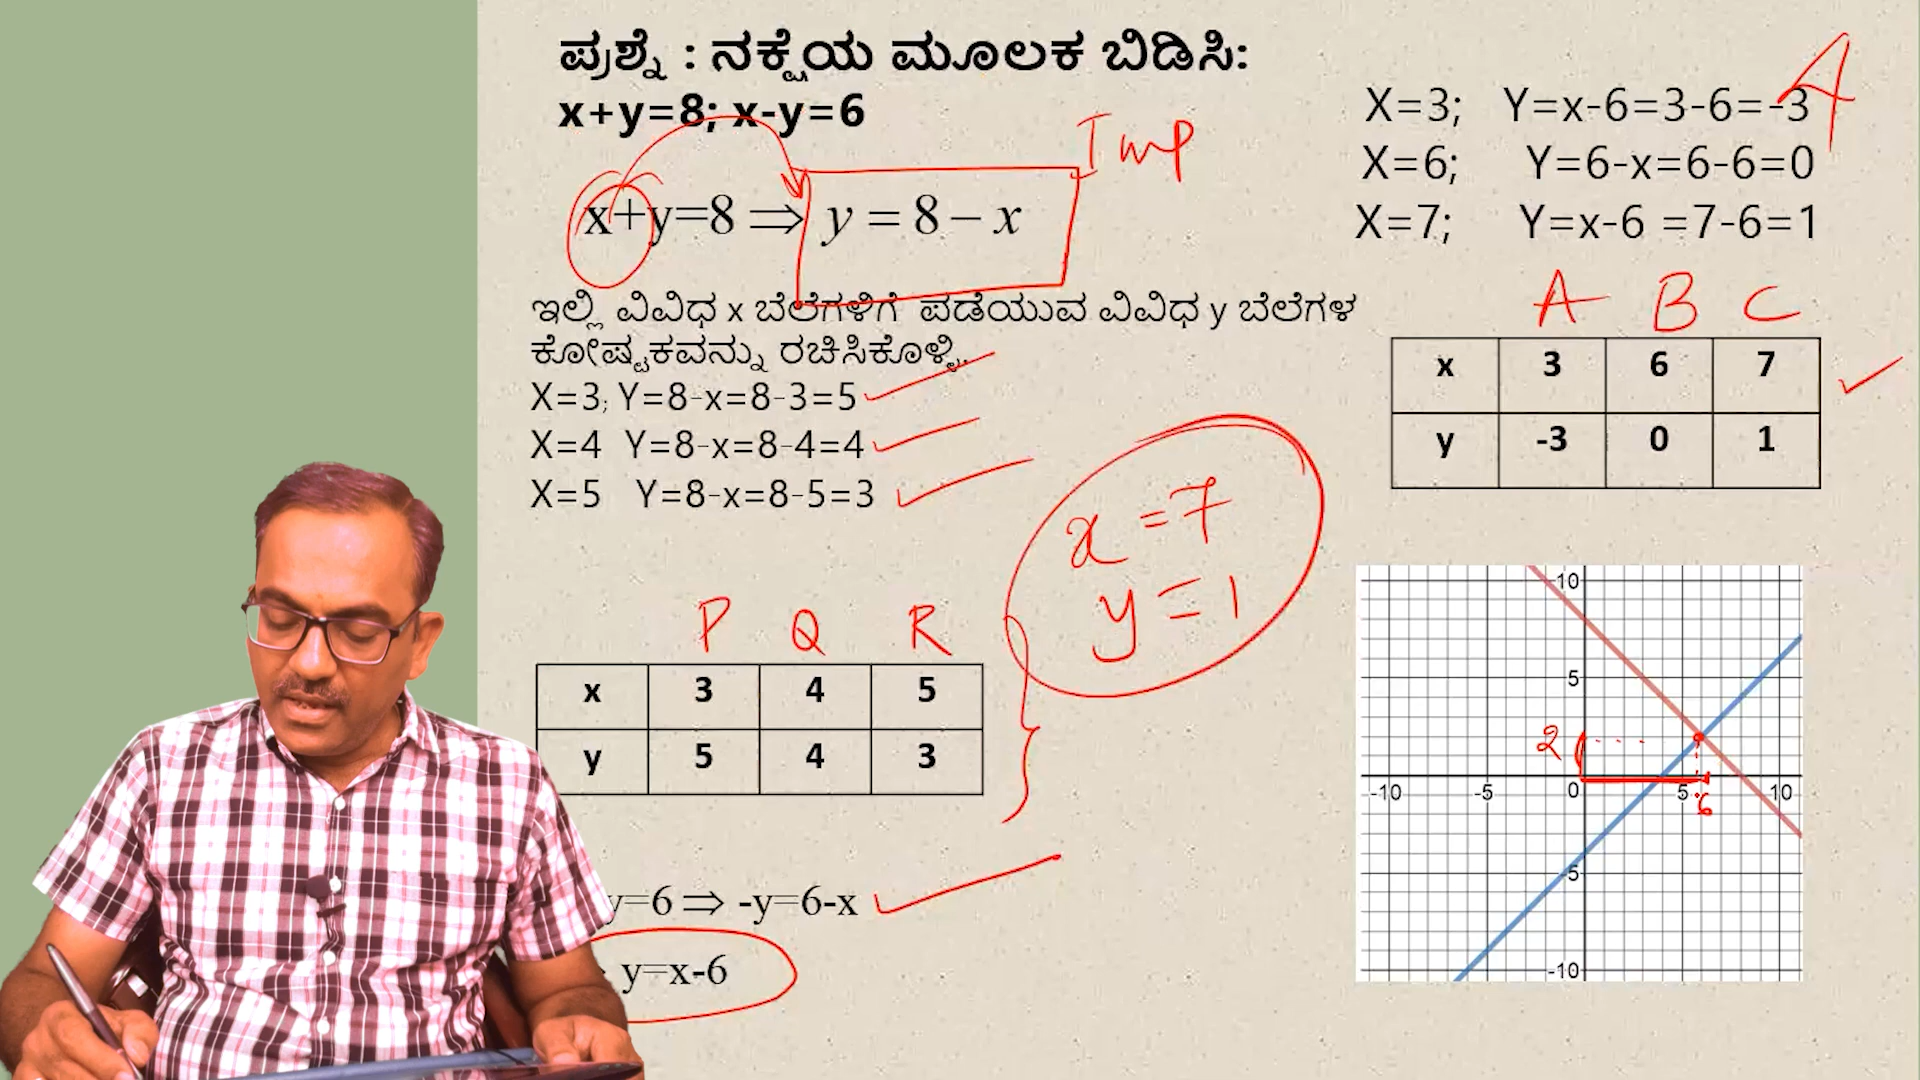 ಪ್ರಶ್ನೆ : ನಕ್ಷೆಯ ಮೂಲಕ ಬಿಡಿಸಿ:
x+y=8; x-y=6
x+y=8 ⇒ y = 8 – x
Imp
ಇಲ್ಲಿ ವಿವಿಧ x ಬೆಲೆಗಳಿಗೆ ಪಡೆಯುವ ವಿವಿಧ y ಬೆಲೆಗಳ
ಕೋಷ್ಟಕವನ್ನು ರಚಿಸಿಕೊಳ್ಳಿ.
X=3; Y=8-x=8-3=5
X=4 Y=8-x=8-4=4
X=5 Y=8-x=8-5=3
P Q R
x 3 4 5
y 5 4 3
y=6 ⇒ -y=6-x
y=x-6
x = 7
y = 1
X=3; Y=x-6=3-6=-3
A
X=6; Y=6-x=6-6=0
X=7; Y=x-6 =7-6=1
A B C
x 3 6 7
y -3 0 1
10
5
2
-10 -5 0 5 10
6
-5
-10